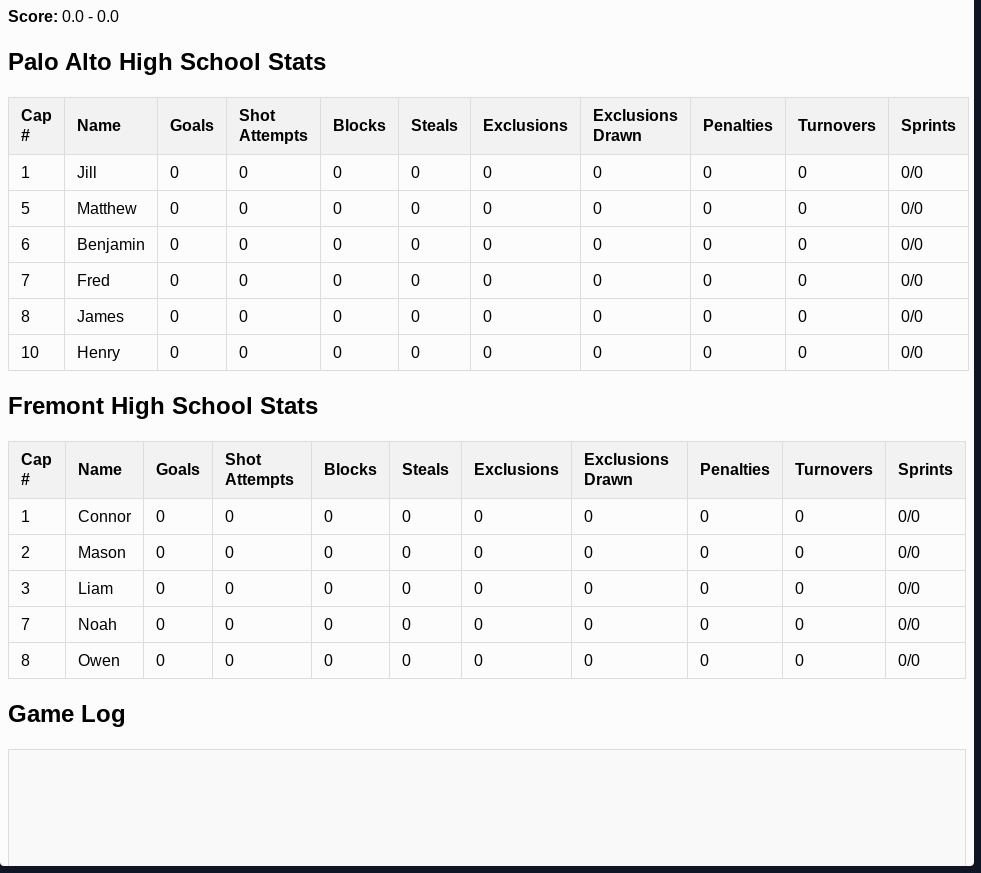 Score: 0.0 - 0.0
Palo Alto High School Stats
Cap # Name Goals Shot Attempts Blocks Steals Exclusions Exclusions Drawn Penalties Turnovers Sprints
1 Jill 0 0 0 0 0 0 0 0 0/0
5 Matthew 0 0 0 0 0 0 0 0 0/0
6 Benjamin 0 0 0 0 0 0 0 0 0/0
7 Fred 0 0 0 0 0 0 0 0 0/0
8 James 0 0 0 0 0 0 0 0 0/0
10 Henry 0 0 0 0 0 0 0 0 0/0
Fremont High School Stats
Cap # Name Goals Shot Attempts Blocks Steals Exclusions Exclusions Drawn Penalties Turnovers Sprints
1 Connor 0 0 0 0 0 0 0 0 0/0
2 Mason 0 0 0 0 0 0 0 0 0/0
3 Liam 0 0 0 0 0 0 0 0 0/0
7 Noah 0 0 0 0 0 0 0 0 0/0
8 Owen 0 0 0 0 0 0 0 0 0/0
Game Log